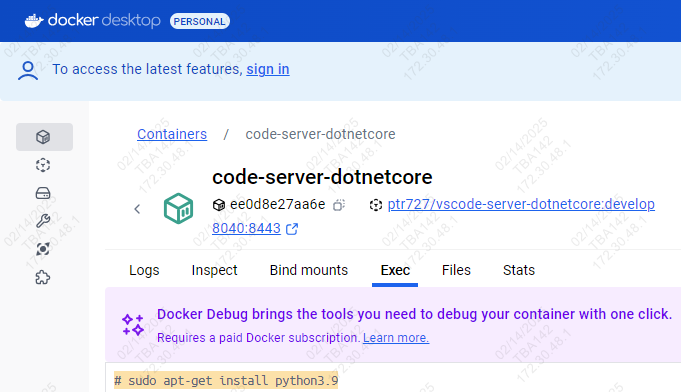 docker desktop PERSONAL
To access the latest features, sign in
Containers / code-server-dotnetcore
code-server-dotnetcore
ee0d8e27aa6e ptr727/vscode-server-dotnetcore:develop
8040:8443
Logs Inspect Bind mounts Exec Files Stats
Docker Debug brings the tools you need to debug your container with one click.
Requires a paid Docker subscription. Learn more.
# sudo apt-get install python3.9
02/14/2025
TBA142
172.30.48.1